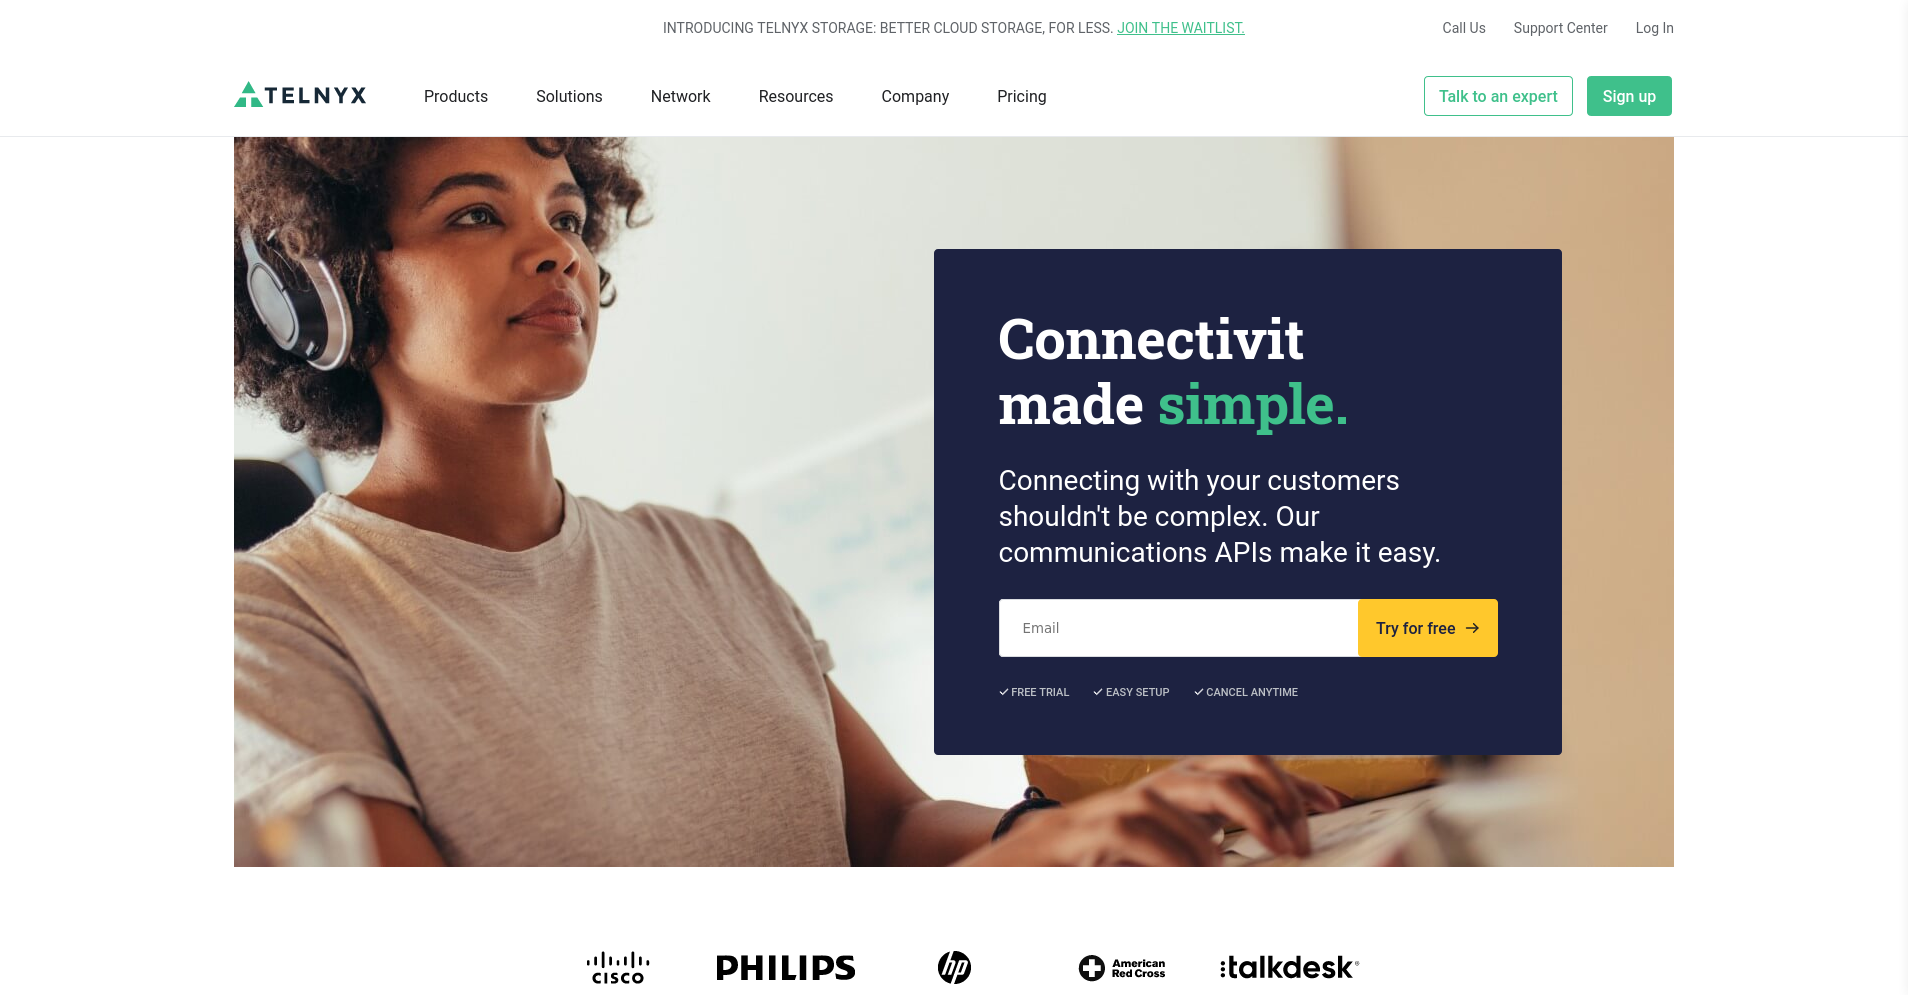 INTRODUCING TELNYX STORAGE: BETTER CLOUD STORAGE, FOR LESS. JOIN THE WAITLIST.
Call Us
Support Center
Log In
TELNYX
Products
Solutions
Network
Resources
Company
Pricing
Talk to an expert
Sign up
Connectivit
made simple.
Connecting with your customers
shouldn't be complex. Our
communications APIs make it easy.
Email
Try for free →
✓ FREE TRIAL
✓ EASY SETUP
✓ CANCEL ANYTIME
CISCO
PHILIPS
hp
American
Red Cross
:talkdesk®